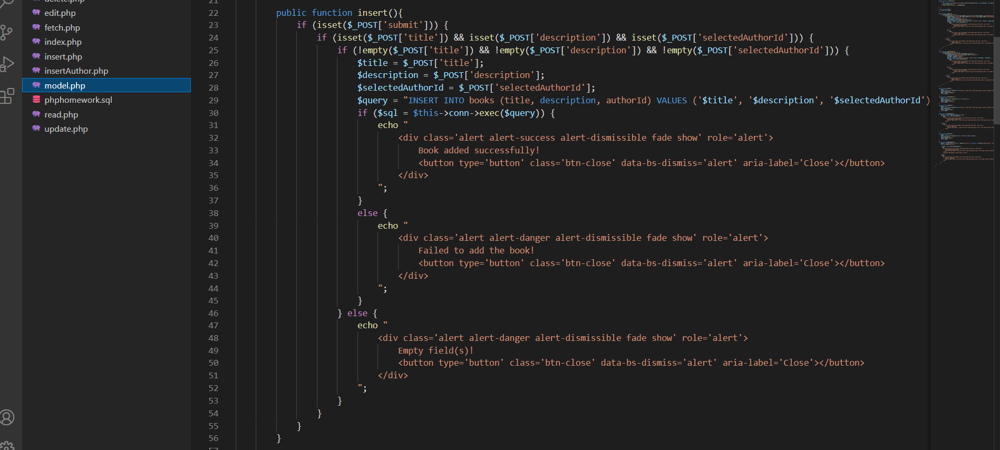 delete.php
edit.php
fetch.php
index.php
insert.php
insertAuthor.php
model.php
phphomework.sql
read.php
update.php
21
22 public function insert(){
23 if (isset($_POST['submit'])) {
24 if (isset($_POST['title']) && isset($_POST['description']) && isset($_POST['selectedAuthorId'])) {
25 if (!empty($_POST['title']) && !empty($_POST['description']) && !empty($_POST['selectedAuthorId'])) {
26 $title = $_POST['title'];
27 $description = $_POST['description'];
28 $selectedAuthorId = $_POST['selectedAuthorId'];
29 $query = "INSERT INTO books (title, description, authorId) VALUES ('$title', '$description', '$selectedAuthorId')
30 if ($sql = $this->conn->exec($query)) {
31 echo "
32 <div class='alert alert-success alert-dismissible fade show' role='alert'>
33 Book added successfully!
34 <button type='button' class='btn-close' data-bs-dismiss='alert' aria-label='Close'></button>
35 </div>
36 ";
37 }
38 else {
39 echo "
40 <div class='alert alert-danger alert-dismissible fade show' role='alert'>
41 Failed to add the book!
42 <button type='button' class='btn-close' data-bs-dismiss='alert' aria-label='Close'></button>
43 </div>
44 ";
45 }
46 } else {
47 echo "
48 <div class='alert alert-danger alert-dismissible fade show' role='alert'>
49 Empty field(s)!
50 <button type='button' class='btn-close' data-bs-dismiss='alert' aria-label='Close'></button>
51 </div>
52 ";
53 }
54 }
55 }
56 }
57